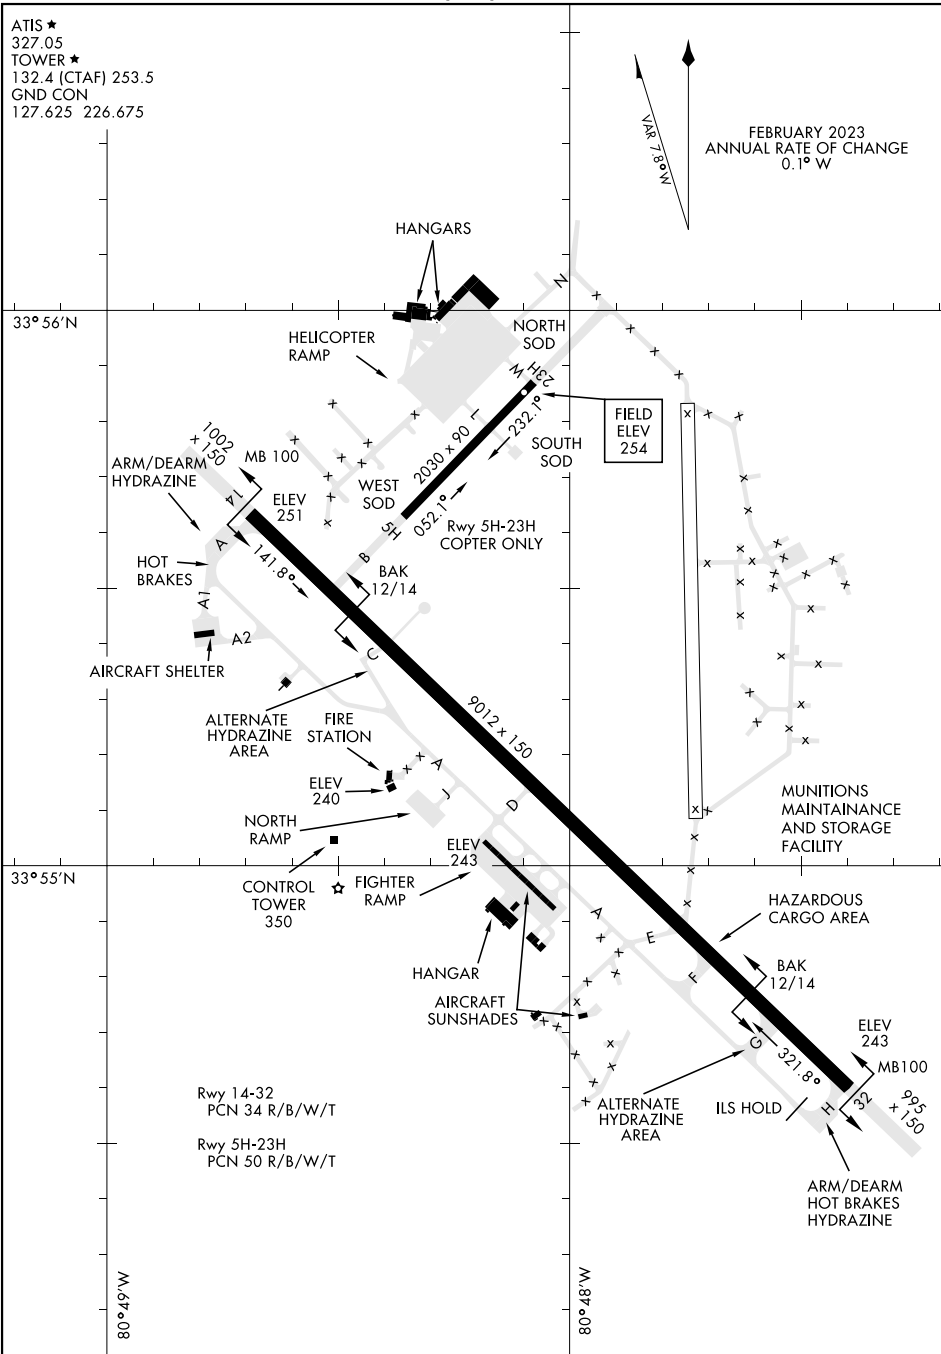 ATIS ★
327.05
TOWER ★
132.4 (CTAF) 253.5
GND CON
127.625 226.675
VAR 7.8° W
FEBRUARY 2023
ANNUAL RATE OF CHANGE
0.1° W
HANGARS
N
33° 56'N
NORTH
SOD
HELICOPTER
RAMP
W
23H
FIELD
ELEV
254
L
232.1°
2030 x 90
SOUTH
SOD
1002
x 150
MB 100
ARM/DEARM
HYDRAZINE
14
ELEV
251
WEST
SOD
052.1°
5H
Rwy 5H-23H
COPTER ONLY
A
141.8°
HOT
BRAKES
B
BAK
12/14
A1
A2
C
AIRCRAFT SHELTER
ALTERNATE
HYDRAZINE
AREA
FIRE
STATION
9012 x 150
ELEV
240
A
J
D
MUNITIONS
MAINTAINANCE
AND STORAGE
FACILITY
NORTH
RAMP
ELEV
243
33° 55'N
CONTROL
TOWER
350
FIGHTER
RAMP
HAZARDOUS
CARGO AREA
A
E
F
HANGAR
BAK
12/14
AIRCRAFT
SUNSHADES
G
321.8°
ELEV
243
MB100
995
x 150
32
H
ILS HOLD
ALTERNATE
HYDRAZINE
AREA
Rwy 14-32
PCN 34 R/B/W/T
Rwy 5H-23H
PCN 50 R/B/W/T
ARM/DEARM
HOT BRAKES
HYDRAZINE
80° 49'W
80° 48'W